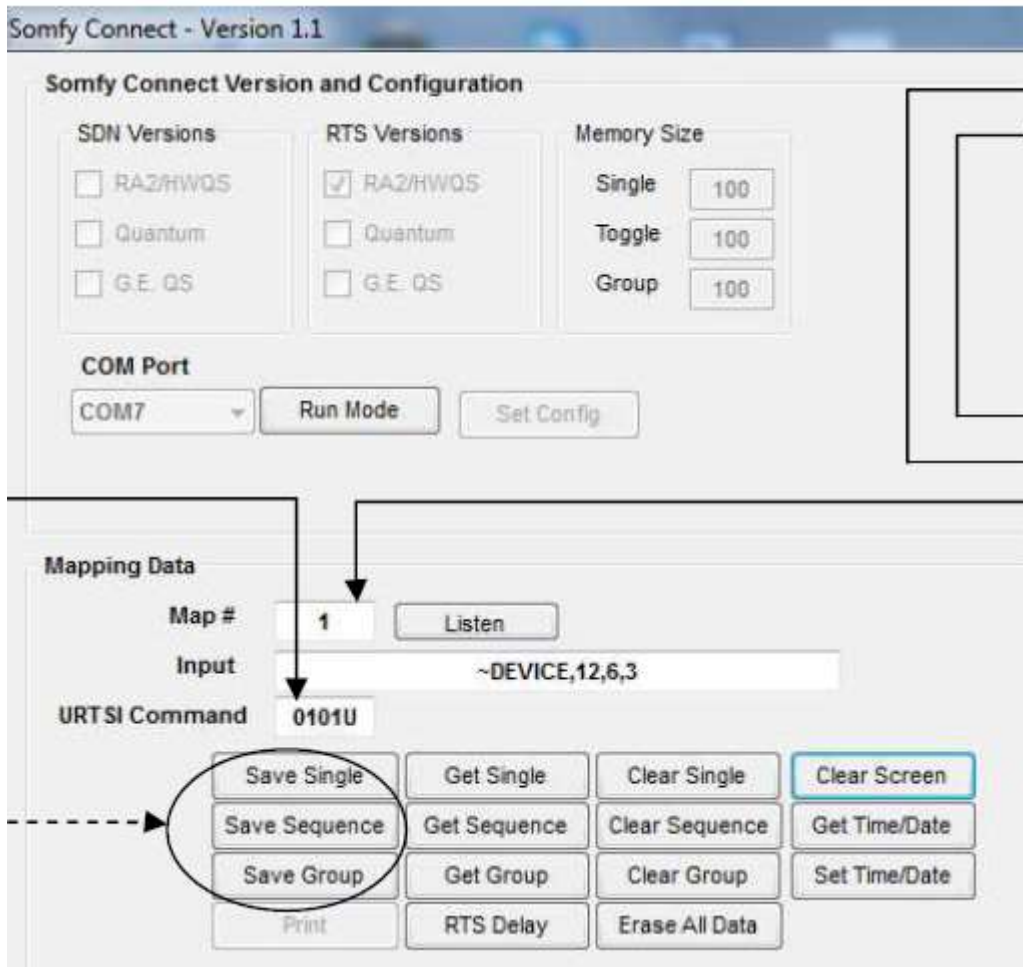 Somfy Connect - Version 1.1
Somfy Connect Version and Configuration
SDN Versions
RTS Versions
Memory Size
RA2/HWQS
RA2/HWQS
Single
100
Quantum
Quantum
Toggle
100
G.E. QS
G.E. QS
Group
100
COM Port
COM7
Run Mode
Set Config
Mapping Data
Map #
1
Listen
Input
~DEVICE,12,6,3
URTSI Command
0101U
Save Single
Get Single
Clear Single
Clear Screen
Save Sequence
Get Sequence
Clear Sequence
Get Time/Date
Save Group
Get Group
Clear Group
Set Time/Date
Print
RTS Delay
Erase All Data